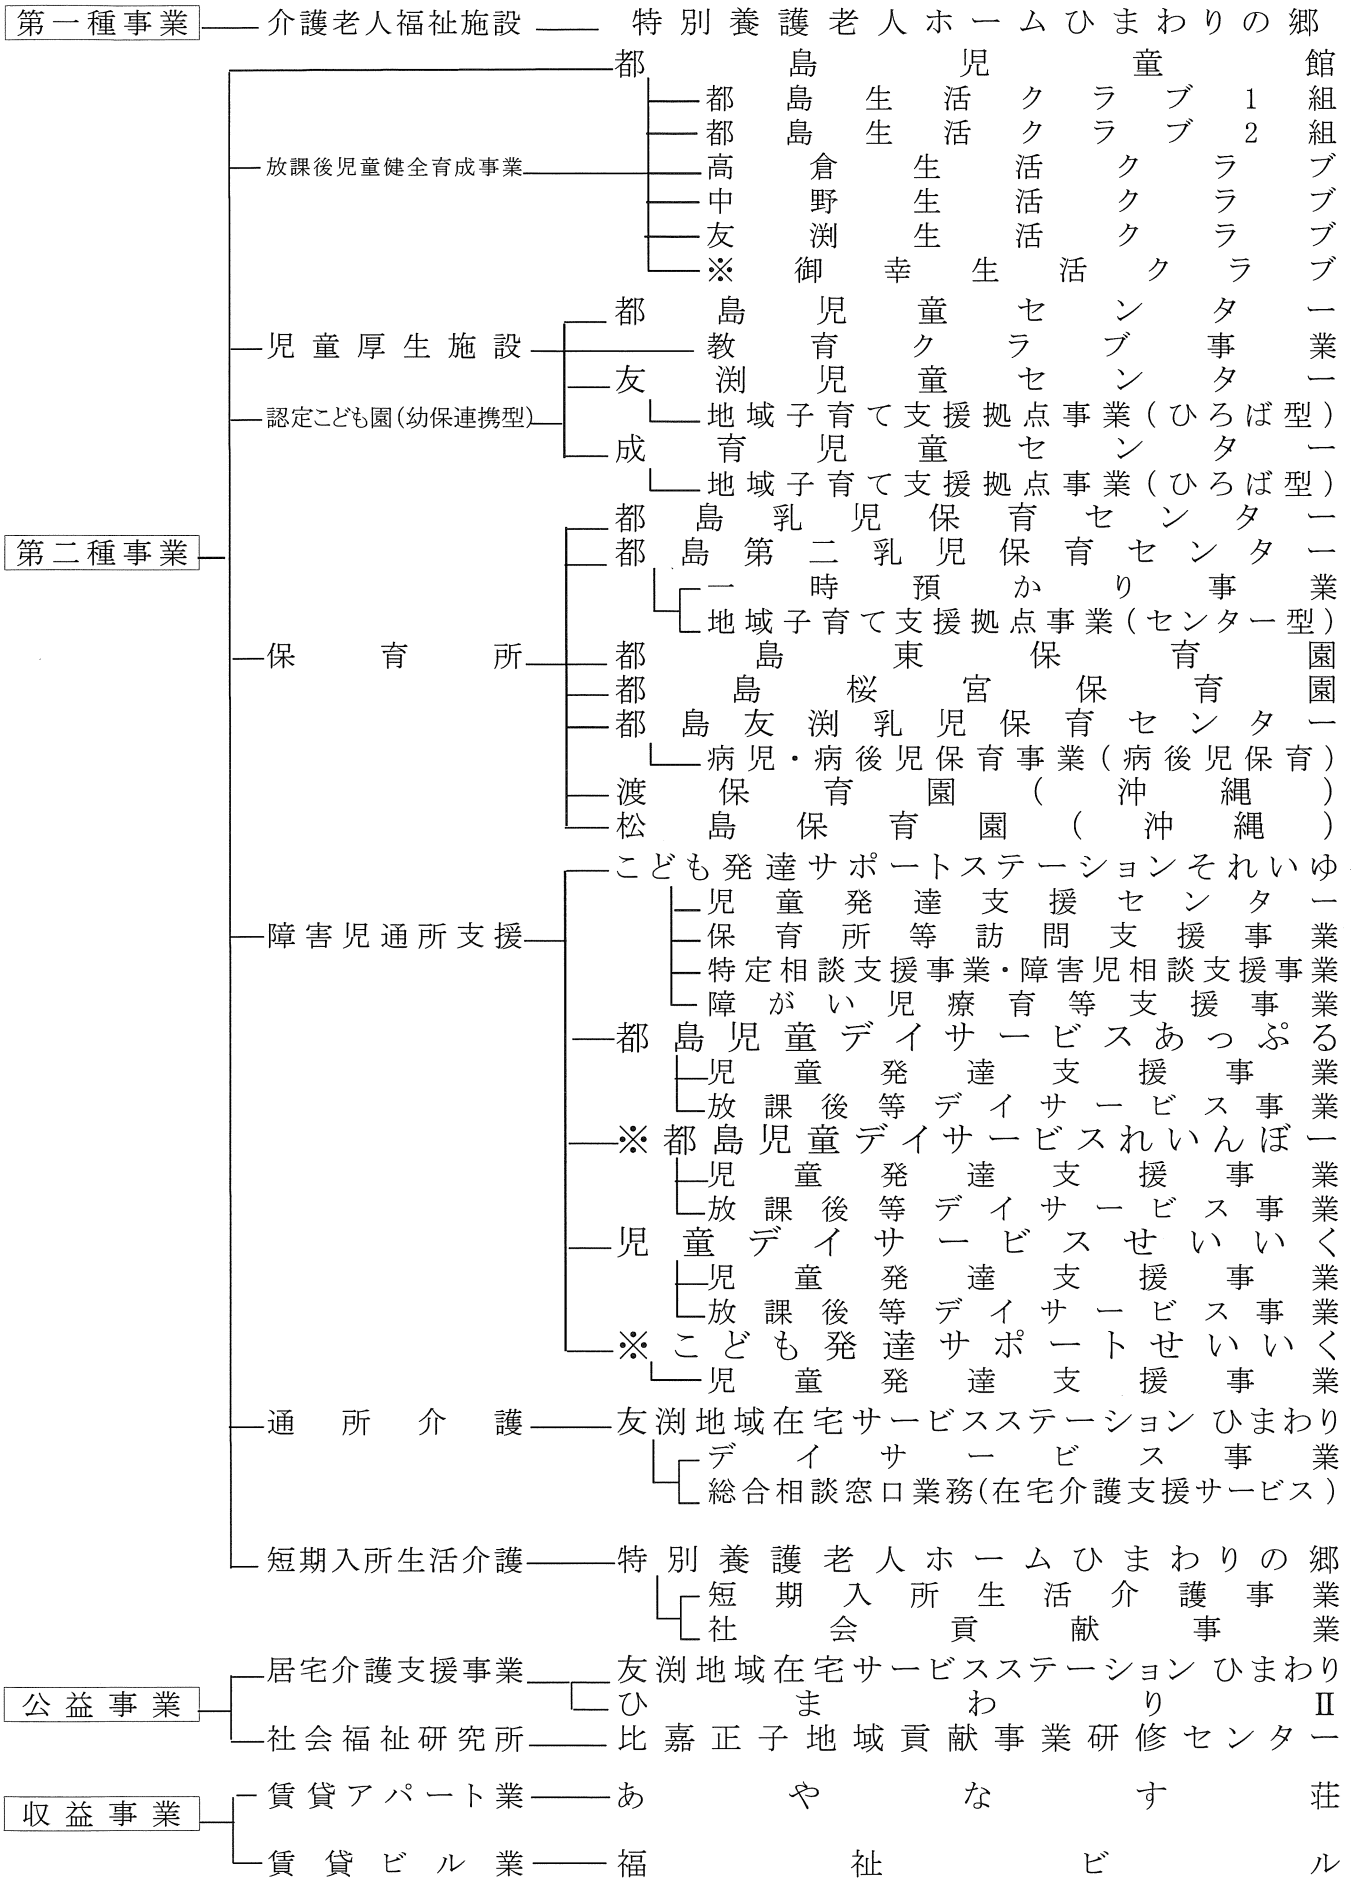 第一種事業 介護老人福祉施設 特別養護老人ホームひまわりの郷
都島児童館
都島生活クラブ1組
都島生活クラブ2組
放課後児童健全育成事業 高倉生活クラブ
中野生活クラブ
友渕生活クラブ
※御幸生活クラブ
都島児童センター
児童厚生施設 教育クラブ事業
友渕児童センター
認定こども園(幼保連携型) 地域子育て支援拠点事業(ひろば型)
成育児童センター
地域子育て支援拠点事業(ひろば型)
都島乳児保育センター
第二種事業 都島第二乳児保育センター
一時預かり事業
地域子育て支援拠点事業(センター型)
保育所 都島東保育園
都島桜宮保育園
都島友渕乳児保育センター
病児・病後児保育事業(病後児保育)
渡保育園(沖縄)
松島保育園(沖縄)
こども発達サポートステーションそれいゆ
児童発達支援センター
障害児通所支援 保育所等訪問支援事業
特定相談支援事業・障害児相談支援事業
障がい児療育等支援事業
都島児童デイサービスあっぷる
児童発達支援事業
放課後等デイサービス事業
※都島児童デイサービスれいんぼー
児童発達支援事業
放課後等デイサービス事業
児童デイサービスせいいく
児童発達支援事業
放課後等デイサービス事業
※こども発達サポートせいいく
児童発達支援事業
通所介護 友渕地域在宅サービスステーション ひまわり
デイサービス事業
総合相談窓口業務(在宅介護支援サービス)
短期入所生活介護 特別養護老人ホームひまわりの郷
短期入所生活介護事業
社会貢献事業
居宅介護支援事業 友渕地域在宅サービスステーション ひまわり
公益事業 ひまわりⅡ
社会福祉研究所 比嘉正子地域貢献事業研修センター
賃貸アパート業 あやなす荘
収益事業
賃貸ビル業 福祉ビル